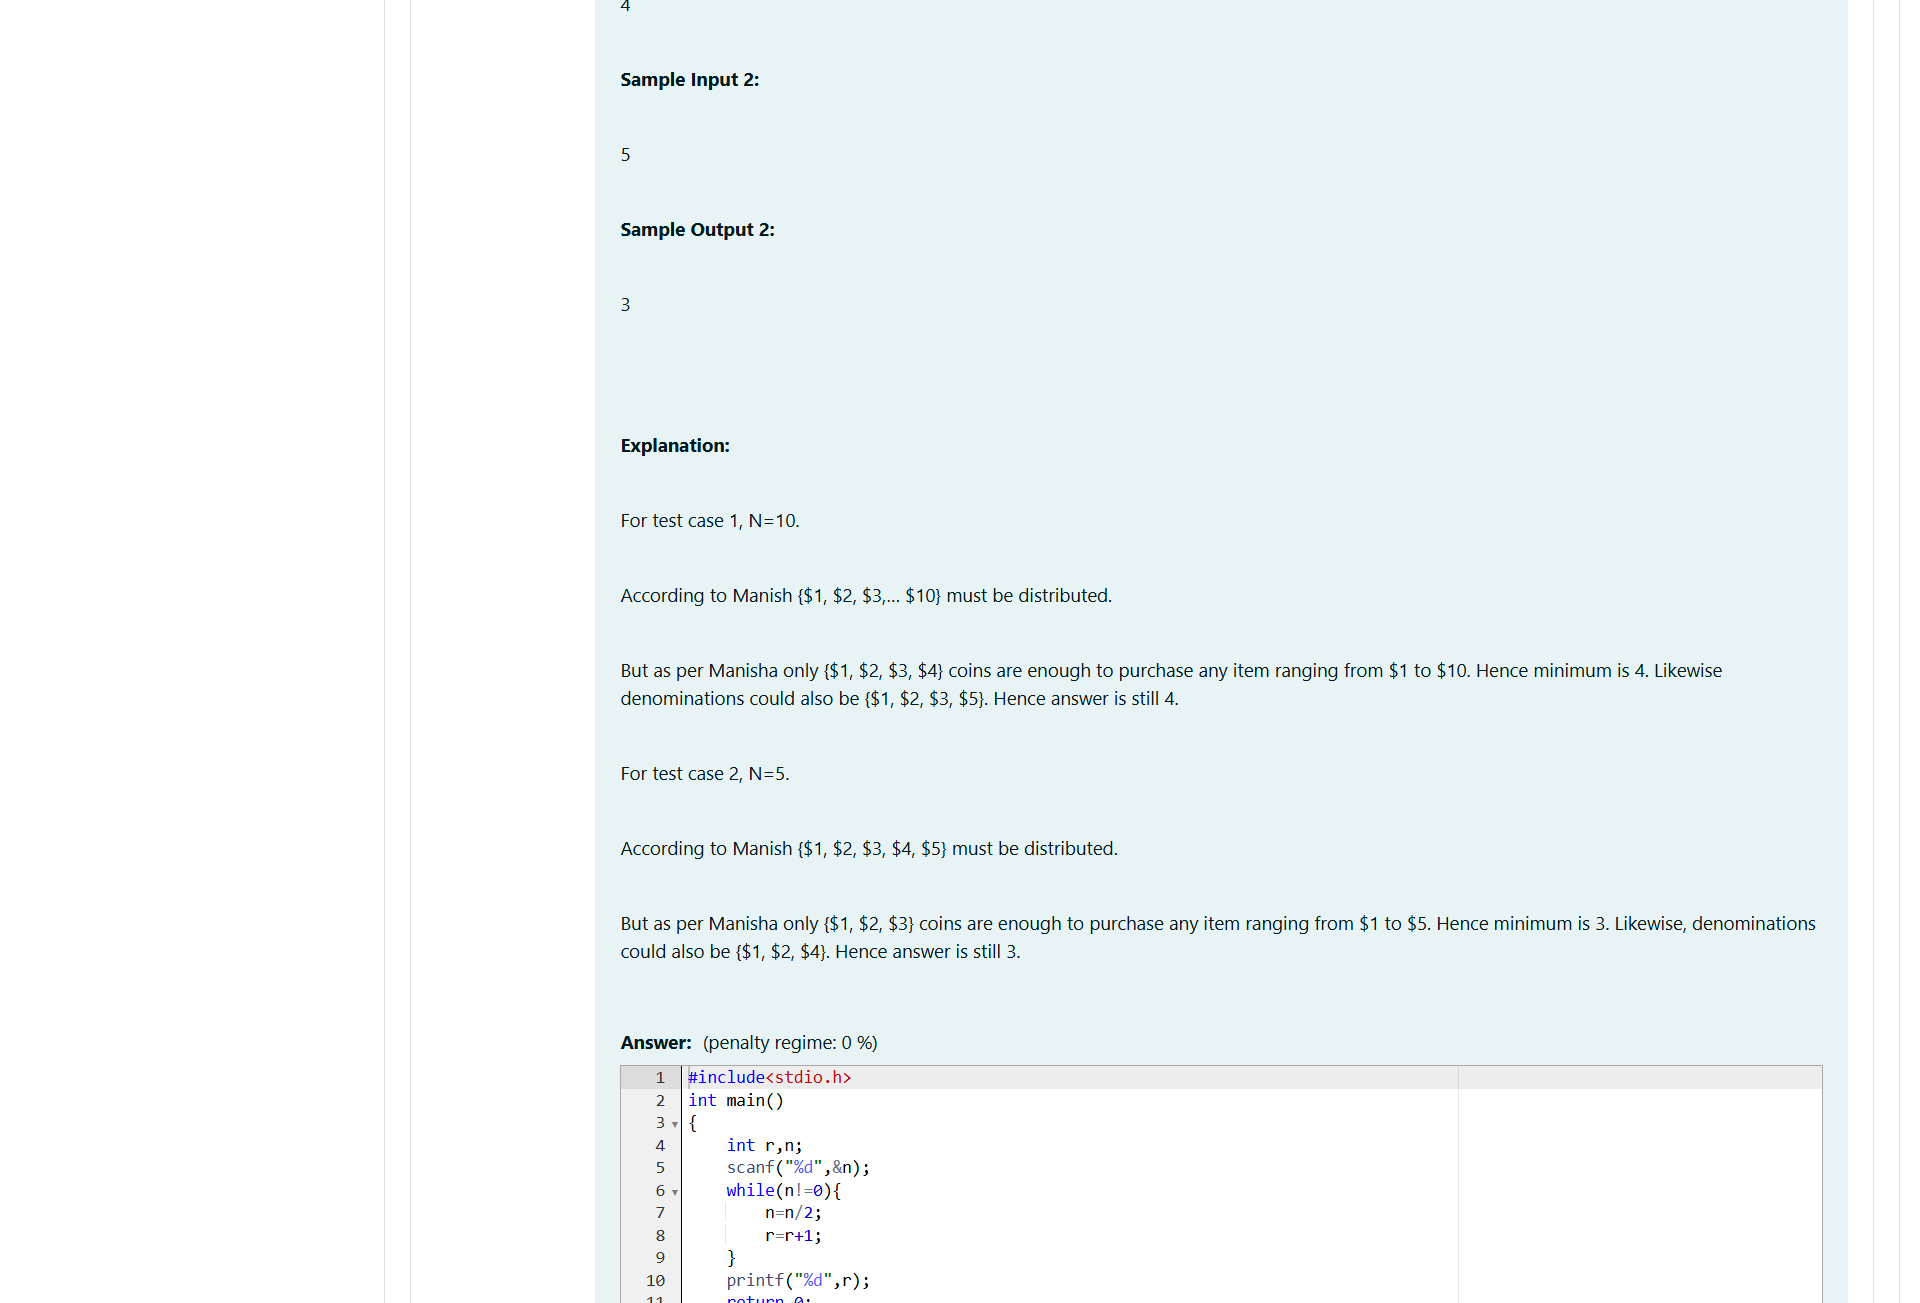 4
Sample Input 2:
5
Sample Output 2:
3
Explanation:
For test case 1, N=10.
According to Manish {$1, $2, $3,... $10} must be distributed.
But as per Manisha only {$1, $2, $3, $4} coins are enough to purchase any item ranging from $1 to $10. Hence minimum is 4. Likewise
denominations could also be {$1, $2, $3, $5}. Hence answer is still 4.
For test case 2, N=5.
According to Manish {$1, $2, $3, $4, $5} must be distributed.
But as per Manisha only {$1, $2, $3} coins are enough to purchase any item ranging from $1 to $5. Hence minimum is 3. Likewise, denominations
could also be {$1, $2, $4}. Hence answer is still 3.
Answer: (penalty regime: 0 %)
1 #include<stdio.h>
2 int main()
3 {
4 int r,n;
5 scanf("%d",&n);
6 while(n!=0){
7 n=n/2;
8 r=r+1;
9 }
10 printf("%d",r);
11 return 0;